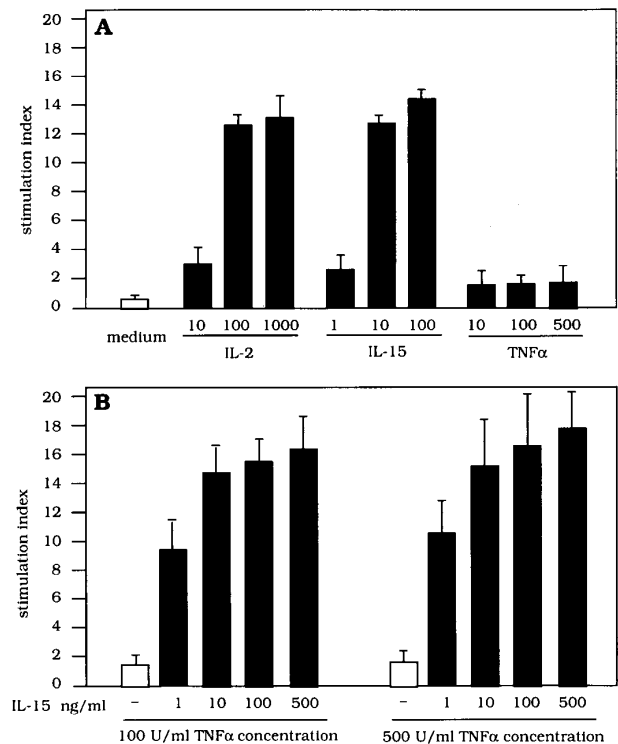 A
stimulation index
20
18
16
14
12
10
8
6
4
2
0
medium
10 100 1000
1 10 100
10 100 500
IL-2
IL-15
TNFα
B
stimulation index
20
18
16
14
12
10
8
6
4
2
0
IL-15 ng/ml
- 1 10 100 500
- 1 10 100 500
100 U/ml TNFα concentration
500 U/ml TNFα concentration